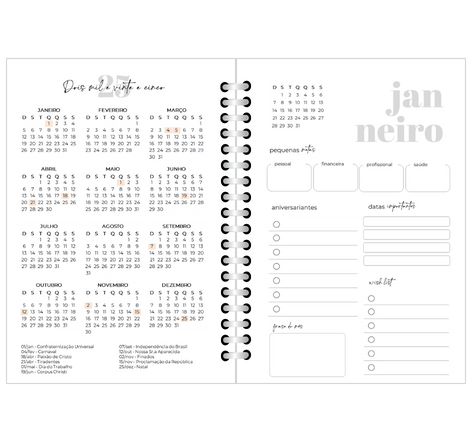 25
Dois mil e vinte e cinco
JANEIRO
D S T Q Q S S
1 2 3 4
5 6 7 8 9 10 11
12 13 14 15 16 17 18
19 20 21 22 23 24 25
26 27 28 29 30 31
FEVEREIRO
D S T Q Q S S
1
2 3 4 5 6 7 8
9 10 11 12 13 14 15
16 17 18 19 20 21 22
23 24 25 26 27 28
MARÇO
D S T Q Q S S
1
2 3 4 5 6 7 8
9 10 11 12 13 14 15
16 17 18 19 20 21 22
23 24 25 26 27 28 29
30 31
ABRIL
D S T Q Q S S
1 2 3 4 5
6 7 8 9 10 11 12
13 14 15 16 17 18 19
20 21 22 23 24 25 26
27 28 29 30
MAIO
D S T Q Q S S
1 2 3
4 5 6 7 8 9 10
11 12 13 14 15 16 17
18 19 20 21 22 23 24
25 26 27 28 29 30 31
JUNHO
D S T Q Q S S
1 2 3 4 5 6 7
8 9 10 11 12 13 14
15 16 17 18 19 20 21
22 23 24 25 26 27 28
29 30
JULHO
D S T Q Q S S
1 2 3 4 5
6 7 8 9 10 11 12
13 14 15 16 17 18 19
20 21 22 23 24 25 26
27 28 29 30 31
AGOSTO
D S T Q Q S S
1 2
3 4 5 6 7 8 9
10 11 12 13 14 15 16
17 18 19 20 21 22 23
24 25 26 27 28 29 30
31
SETEMBRO
D S T Q Q S S
1 2 3 4 5 6
7 8 9 10 11 12 13
14 15 16 17 18 19 20
21 22 23 24 25 26 27
28 29 30
OUTUBRO
D S T Q Q S S
1 2 3 4
5 6 7 8 9 10 11
12 13 14 15 16 17 18
19 20 21 22 23 24 25
26 27 28 29 30 31
NOVEMBRO
D S T Q Q S S
1
2 3 4 5 6 7 8
9 10 11 12 13 14 15
16 17 18 19 20 21 22
23 24 25 26 27 28 29
30
DEZEMBRO
D S T Q Q S S
1 2 3 4 5 6
7 8 9 10 11 12 13
14 15 16 17 18 19 20
21 22 23 24 25 26 27
28 29 30 31
05/jan - Confraternização Universal
04/fev - Carnaval
18/abr - Paixão de Cristo
21/abr - Tiradentes
01/mai - Dia do Trabalho
19/jun - Corpus Christi
07/set - Independência do Brasil
12/out - Nossa Sr.a Aparecida
02/nov - Finados
15/nov - Proclamação da República
25/dez - Natal
D S T Q Q S S
1 2 3 4 5 6
7 8 9 10 11 12 13
14 15 16 17 18 19 20
21 22 23 24 25 26 27
28 29 30 31
jan
neiro
pequenas notas
pessoal
financeira
profissional
saúde
aniversariantes
datas importantes
wish list
frase do mês